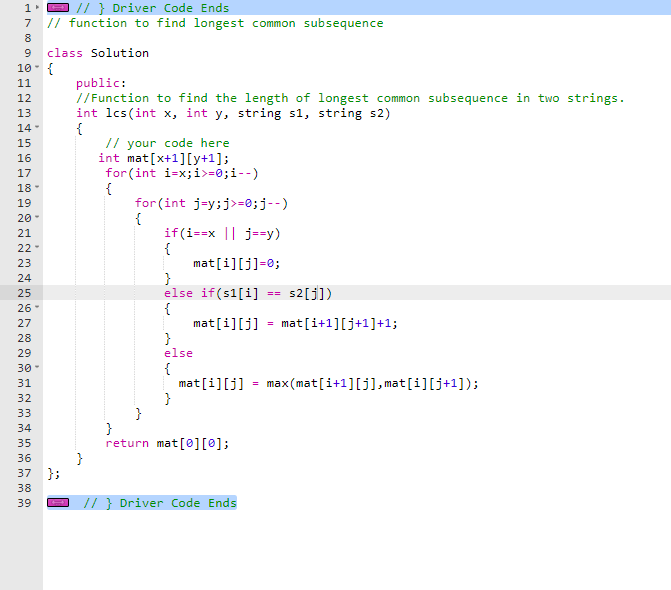 1 // } Driver Code Ends
7 // function to find longest common subsequence
8
9 class Solution
10 {
11 public:
12 //Function to find the length of longest common subsequence in two strings.
13 int lcs(int x, int y, string s1, string s2)
14 {
15 // your code here
16 int mat[x+1][y+1];
17 for(int i=x;i>=0;i--)
18 {
19 for(int j=y;j>=0;j--)
20 {
21 if(i==x || j==y)
22 {
23 mat[i][j]=0;
24 }
25 else if(s1[i] == s2[j])
26 {
27 mat[i][j] = mat[i+1][j+1]+1;
28 }
29 else
30 {
31 mat[i][j] = max(mat[i+1][j],mat[i][j+1]);
32 }
33 }
34 }
35 return mat[0][0];
36 }
37 };
38
39 // } Driver Code Ends